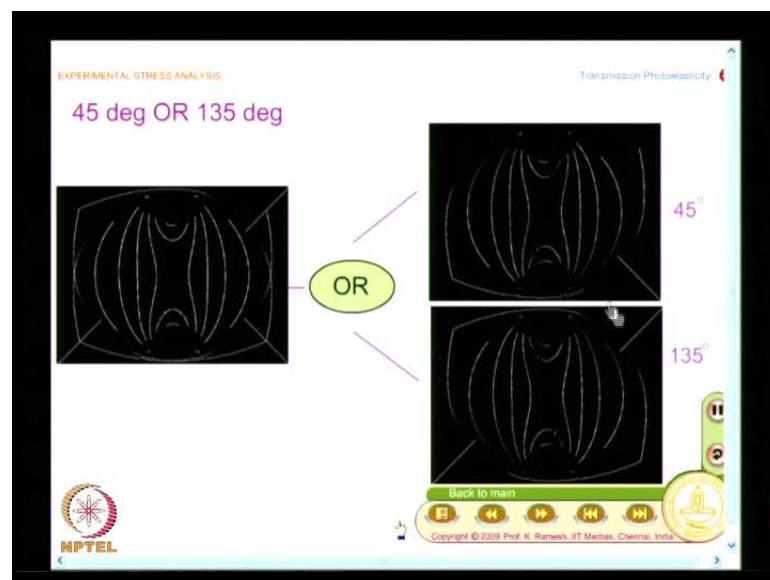 EXPERIMENTAL STRESS ANALYSIS
Transmission Photoelasticity
45 deg OR 135 deg
45°
OR
135°
Back to main
Copyright © 2009 Prof. K. Ramesh, IIT Madras, Chennai, India
NPTEL